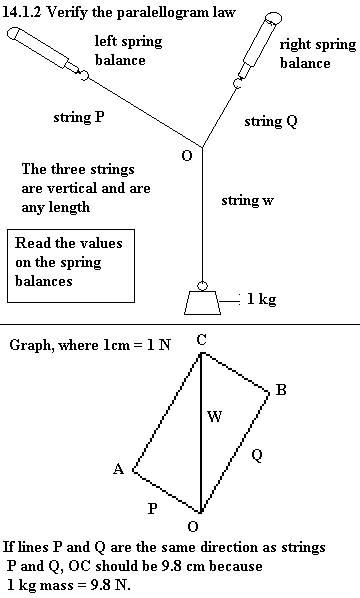 14.1.2 Verify the paralellogram law
left spring
balance
right spring
balance
string P
string Q
O
The three strings
are vertical and are
any length
string w
Read the values
on the spring
balances
1 kg
Graph, where 1cm = 1 N
C
B
W
Q
A
P
O
If lines P and Q are the same direction as strings
P and Q, OC should be 9.8 cm because
1 kg mass = 9.8 N.